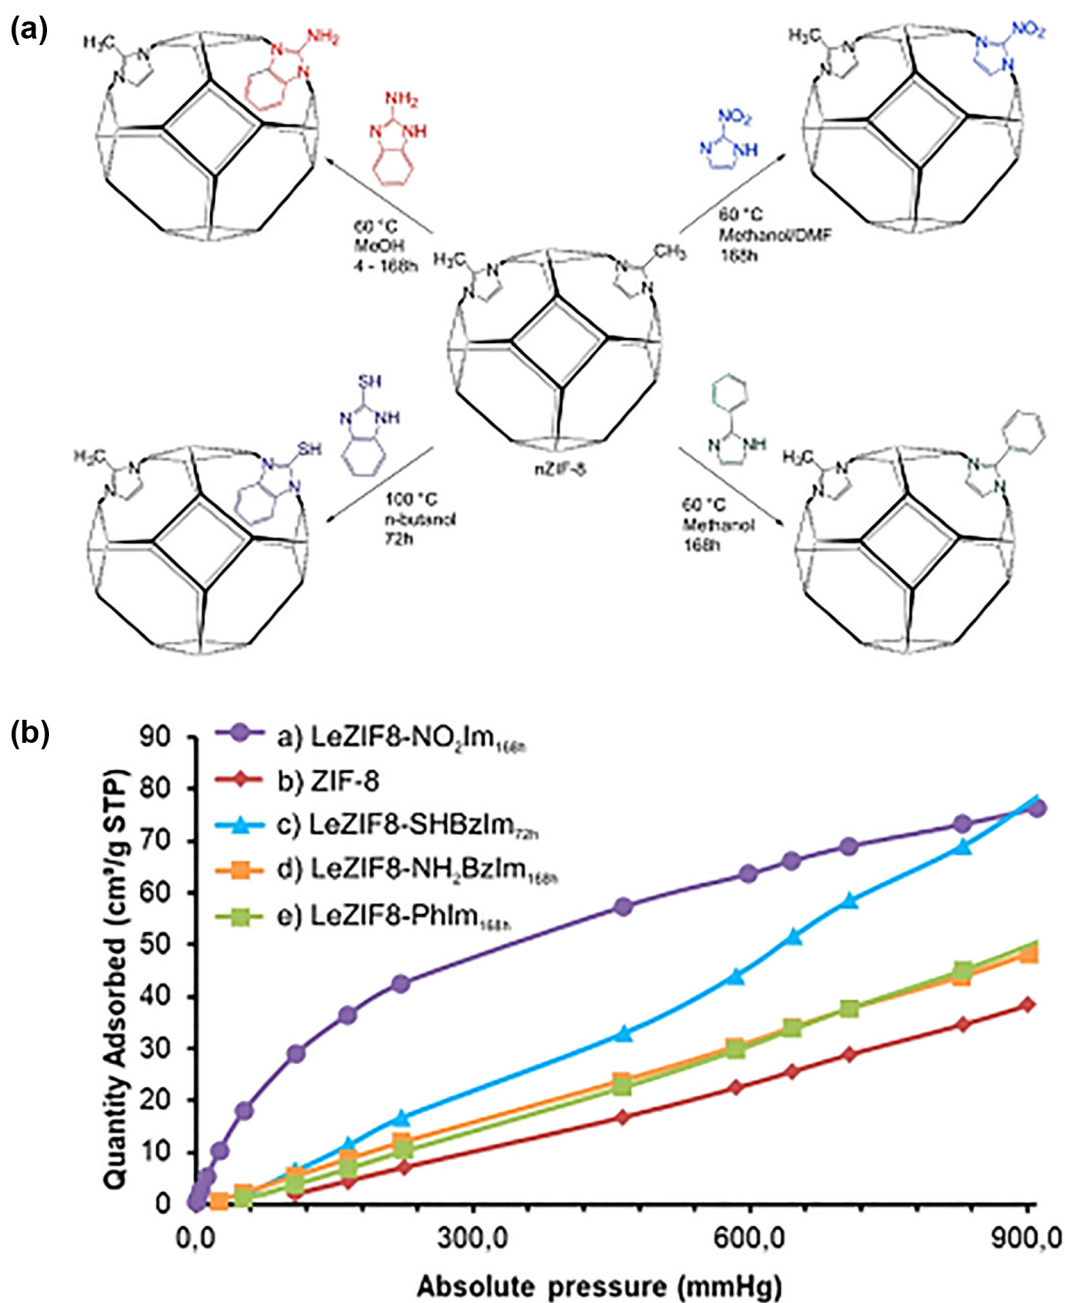 (a)
H₃C
N
N
N
NH₂
N
NH₂
N
NH
60 °C
MeOH
4 - 168h
H₃C
N
N
N
NO₂
N
NO₂
N
NH
60 °C
Methanol/DMF
168h
H₃C
N
N
CH₃
N
N
nZIF-8
SH
N
NH
100 °C
n-butanol
72h
H₃C
N
N
N
SH
N
N
NH
60 °C
Methanol
168h
H₃C
N
N
N
N
(b)
Quantity Adsorbed (cm³/g STP)
90
80
70
60
50
40
30
20
10
0
a) LeZIF8-NO₂Im₁₆₈ₕ
b) ZIF-8
c) LeZIF8-SHBzIm₇₂ₕ
d) LeZIF8-NH₂BzIm₁₆₈ₕ
e) LeZIF8-PhIm₁₆₈ₕ
0,0 300,0 600,0 900,0
Absolute pressure (mmHg)